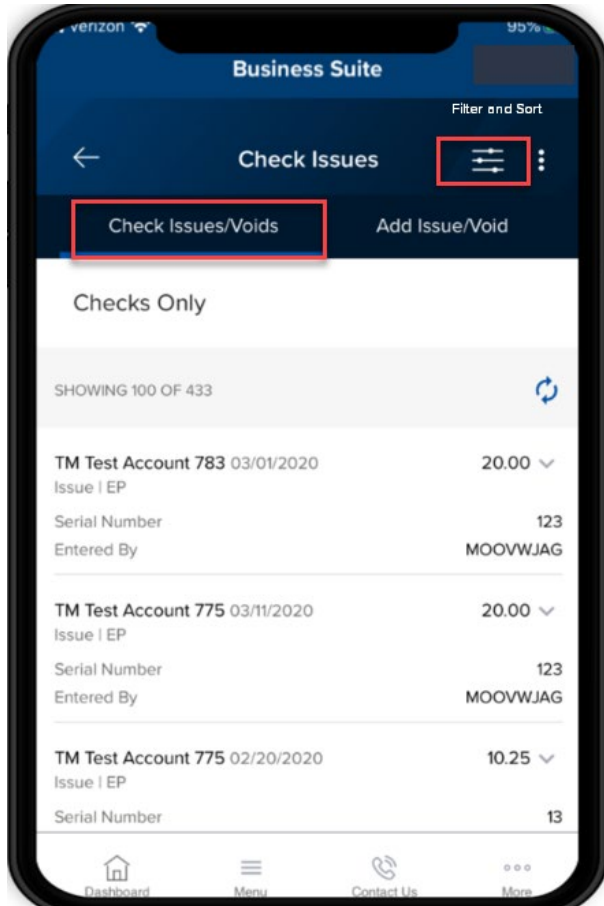 verizon 95%
Business Suite
Filter and Sort
Check Issues
Check Issues/Voids Add Issue/Void
Checks Only
SHOWING 100 OF 433
TM Test Account 783 03/01/2020 20.00
Issue | EP
Serial Number 123
Entered By MOOVWJAG
TM Test Account 775 03/11/2020 20.00
Issue | EP
Serial Number 123
Entered By MOOVWJAG
TM Test Account 775 02/20/2020 10.25
Issue | EP
Serial Number 13
Dashboard Menu Contact Us More